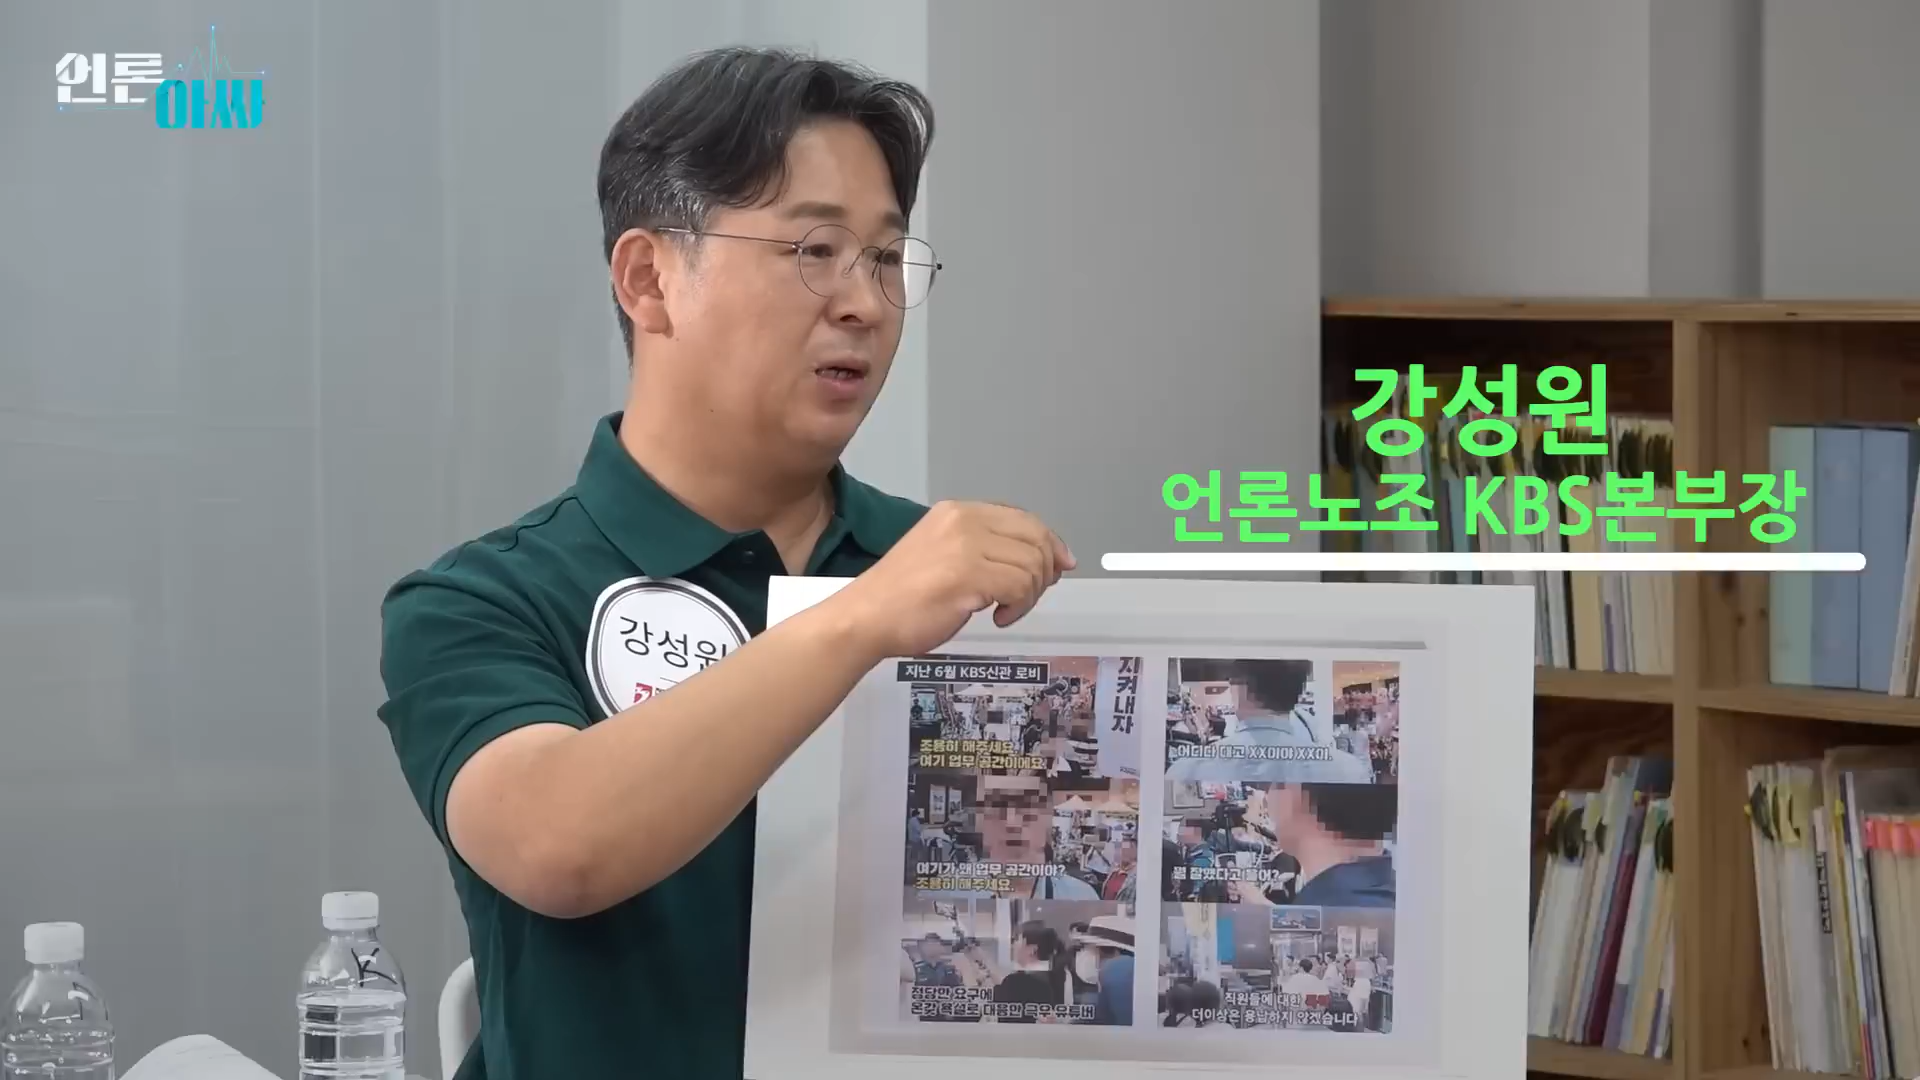 언론
아싸
강성원
언론노조 KBS본부장
강성원
지난 6월 KBS신관 로비
지켜내자
조용히 해주세요.
여기 업무 공간이에요.
어디다 대고 XX이야 XX이.
여기가 왜 업무 공간이야?
조용히 해주세요.
뭘 잘했다고 물어?
정당한 요구에
온갖 욕설로 대응한 극우 유튜버
직원들에 대한 폭력
더이상은 용납하지 않겠습니다